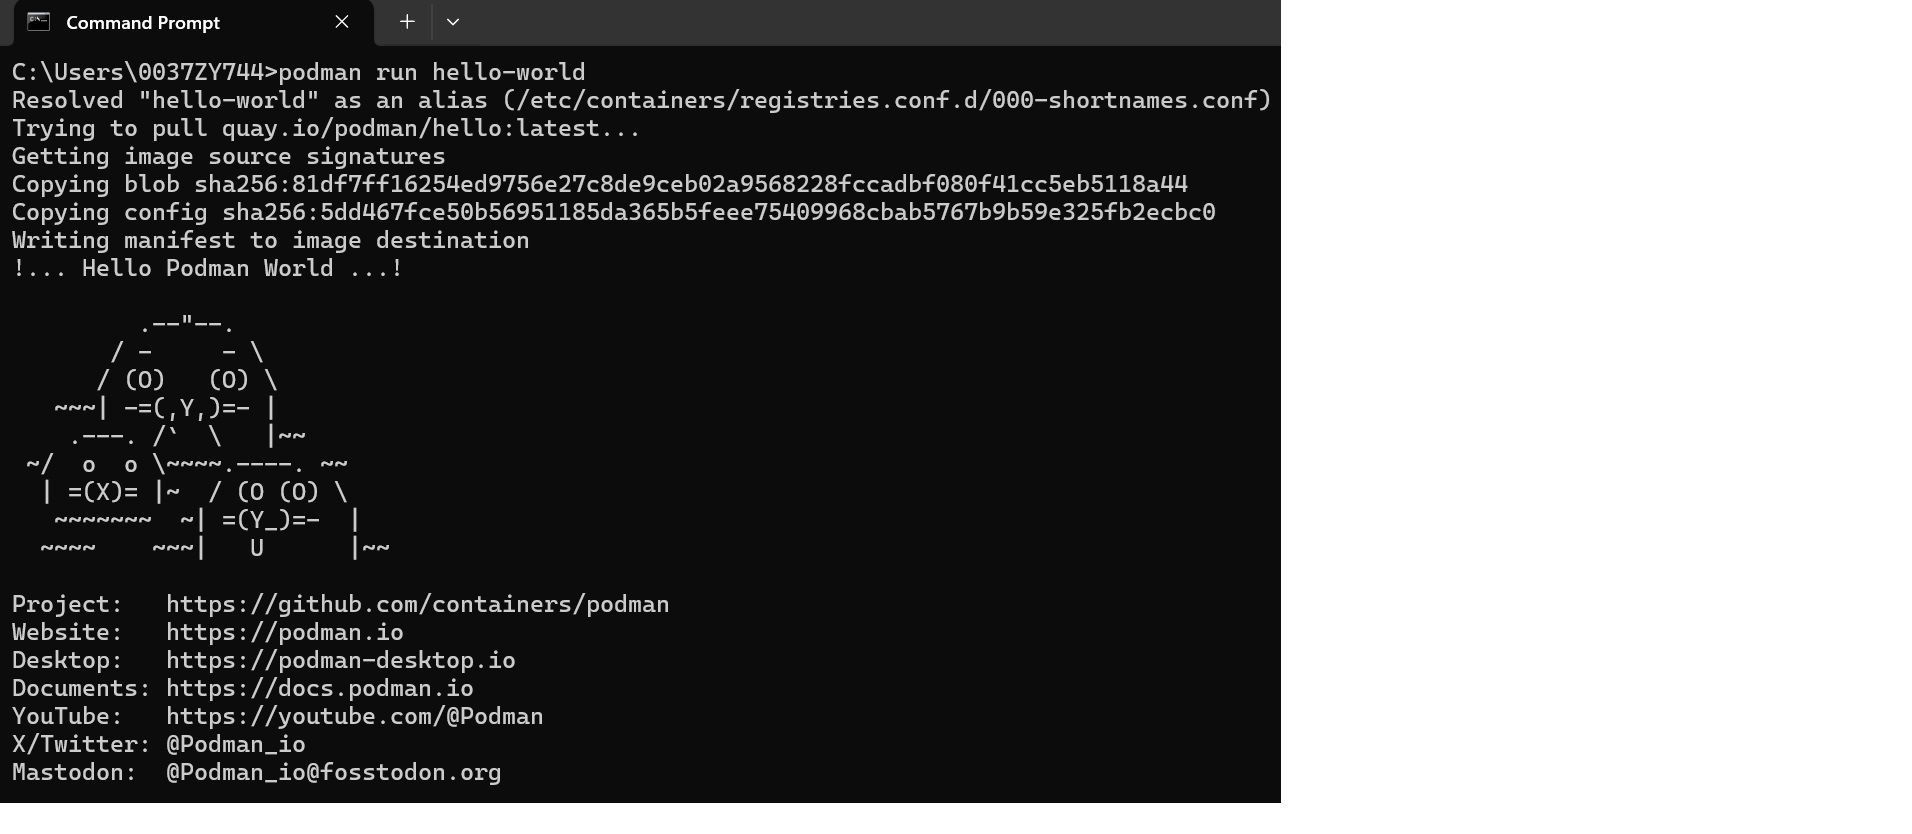 Command Prompt
C:\Users\0037ZY744>podman run hello-world
Resolved "hello-world" as an alias (/etc/containers/registries.conf.d/000-shortnames.conf)
Trying to pull quay.io/podman/hello:latest...
Getting image source signatures
Copying blob sha256:81df7ff16254ed9756e27c8de9ceb02a9568228fccadbf080f41cc5eb5118a44
Copying config sha256:5dd467fce50b56951185da365b5feee75409968cbab5767b9b59e325fb2ecbc0
Writing manifest to image destination
!... Hello Podman World ...!

         .--"--.
       / -     - \
      / (O)   (O) \
   ~~~| -=(,Y,)=- |
    .---. /`  \   |~~
 ~/  o  o \~~~~.----. ~~
  | =(X)= |~  / (O (O) \
   ~~~~~~~  ~| =(Y_)=-  |
  ~~~~    ~~~|   U      |~~

Project:   https://github.com/containers/podman
Website:   https://podman.io
Desktop:   https://podman-desktop.io
Documents: https://docs.podman.io
YouTube:   https://youtube.com/@Podman
X/Twitter: @Podman_io
Mastodon:  @Podman_io@fosstodon.org